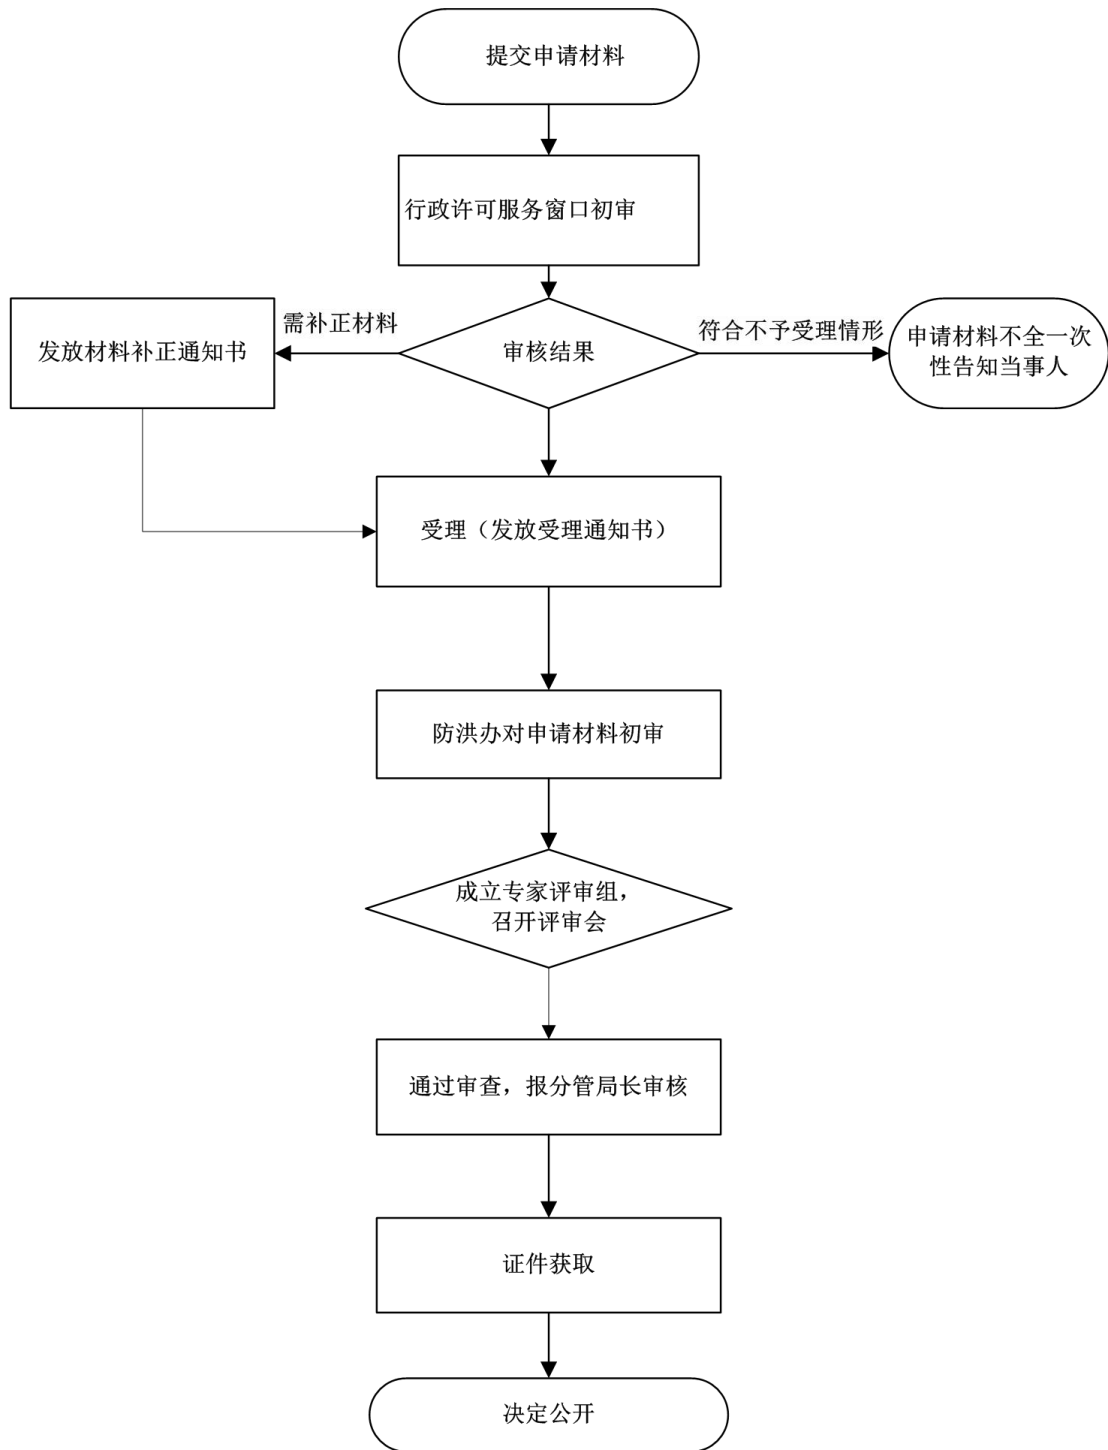 提交申请材料
行政许可服务窗口初审
需补正材料
符合不予受理情形
发放材料补正通知书
审核结果
申请材料不全一次
性告知当事人
受理（发放受理通知书）
防洪办对申请材料初审
成立专家评审组，
召开评审会
通过审查，报分管局长审核
证件获取
决定公开